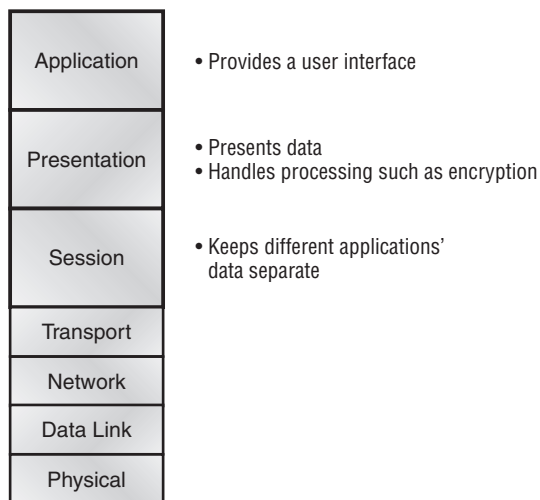 Application
• Provides a user interface
Presentation
• Presents data
• Handles processing such as encryption
Session
• Keeps different applications’
data separate
Transport
Network
Data Link
Physical